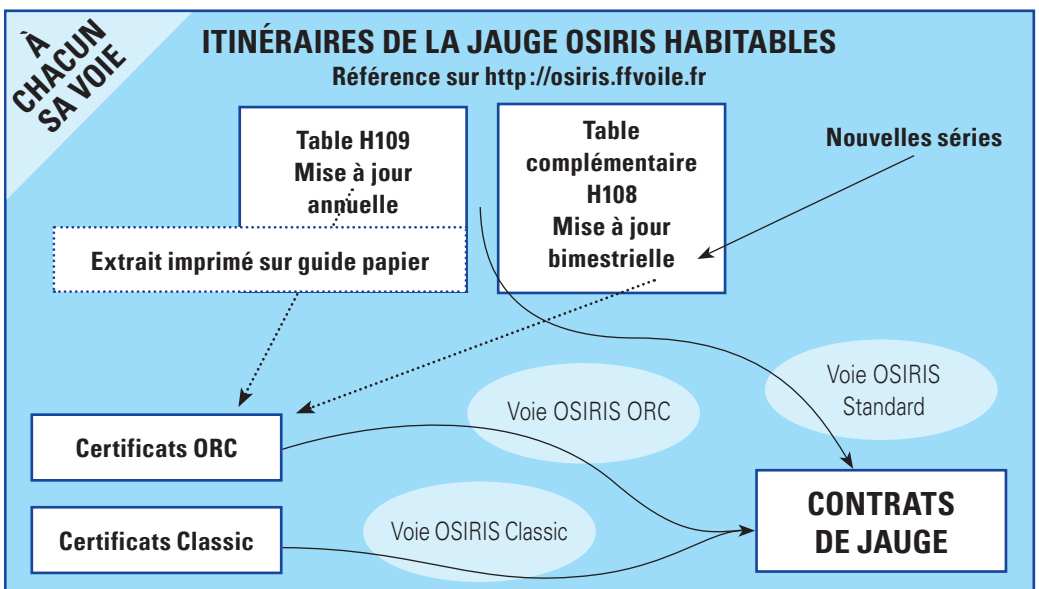 À
CHACUN
SA VOIE
ITINÉRAIRES DE LA JAUGE OSIRIS HABITABLES
Référence sur http://osiris.ffvoile.fr
Table H109
Mise à jour
annuelle
Extrait imprimé sur guide papier
Table
complémentaire
H108
Mise à jour
bimestrielle
Nouvelles séries
Voie OSIRIS
Standard
Voie OSIRIS ORC
Certificats ORC
Certificats Classic
Voie OSIRIS Classic
CONTRATS
DE JAUGE